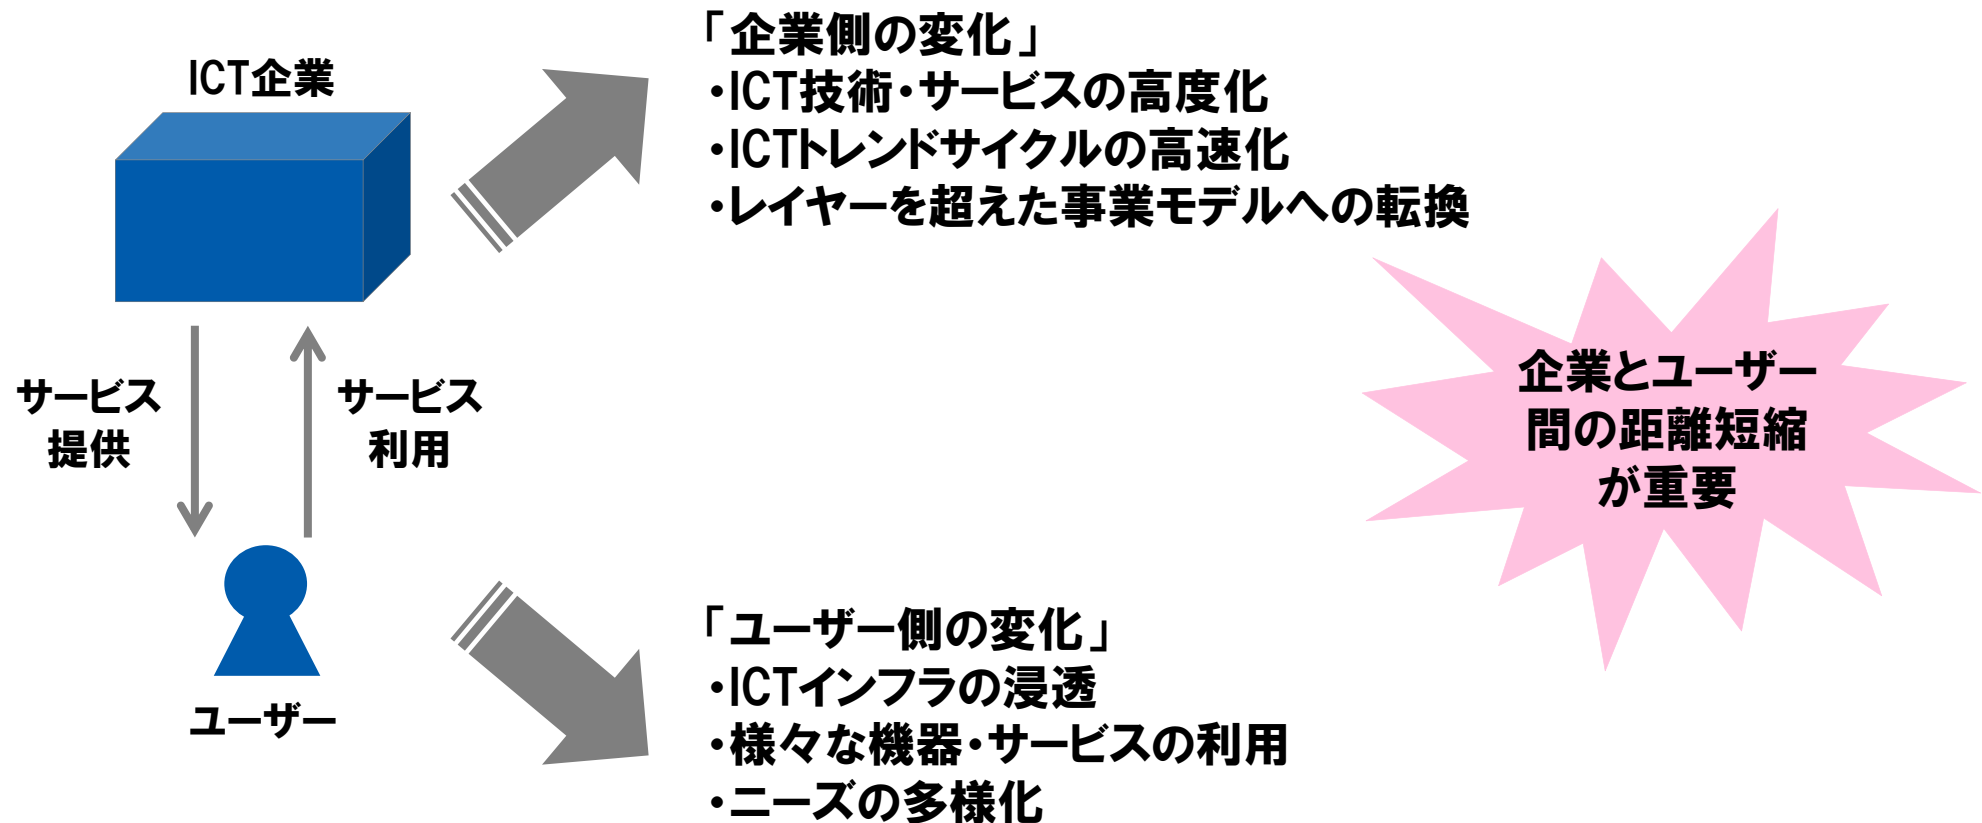 ICT企業
サービス
提供
サービス
利用
ユーザー
「企業側の変化」
・ICT技術・サービスの高度化
・ICTトレンドサイクルの高速化
・レイヤーを超えた事業モデルへの転換
「ユーザー側の変化」
・ICTインフラの浸透
・様々な機器・サービスの利用
・ニーズの多様化
企業とユーザー
間の距離短縮
が重要